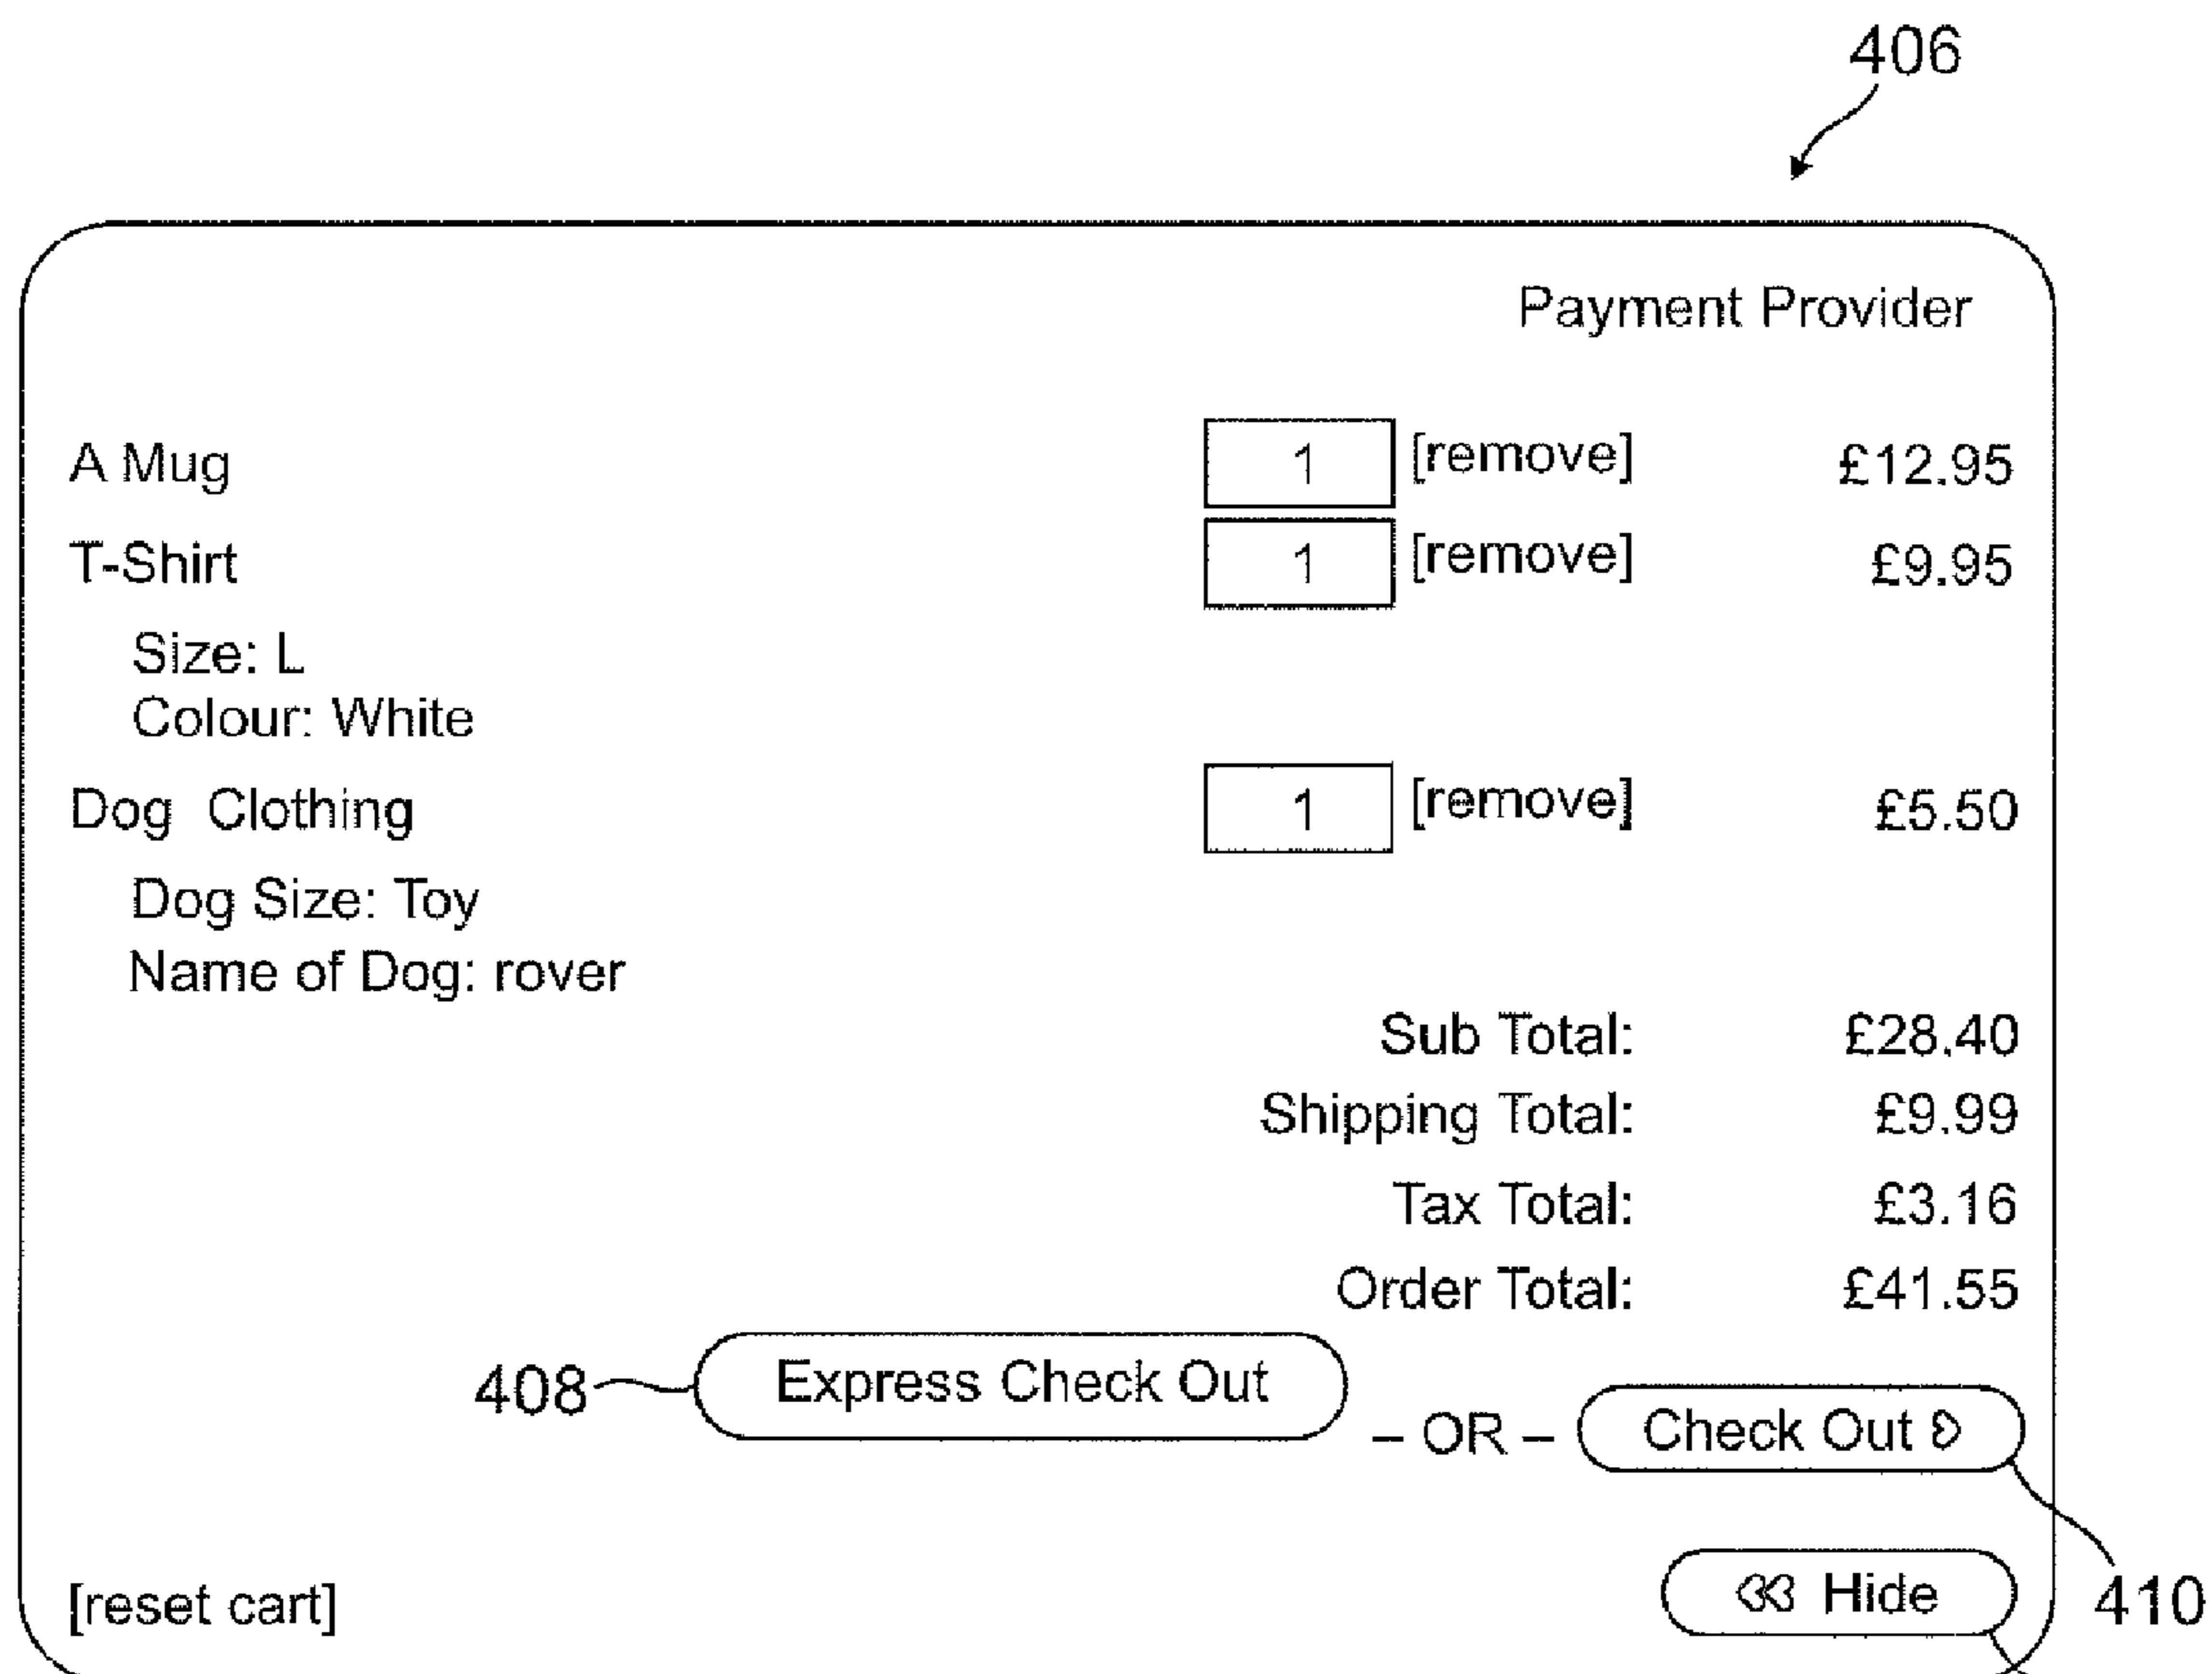 406
Payment Provider
A Mug 1 [remove] £12.95
T-Shirt 1 [remove] £9.95
Size: L
Colour: White
Dog Clothing 1 [remove] £5.50
Dog Size: Toy
Name of Dog: rover
Sub Total: £28.40
Shipping Total: £9.99
Tax Total: £3.16
Order Total: £41.55
408 Express Check Out
– OR – Check Out
[reset cart] Hide 410